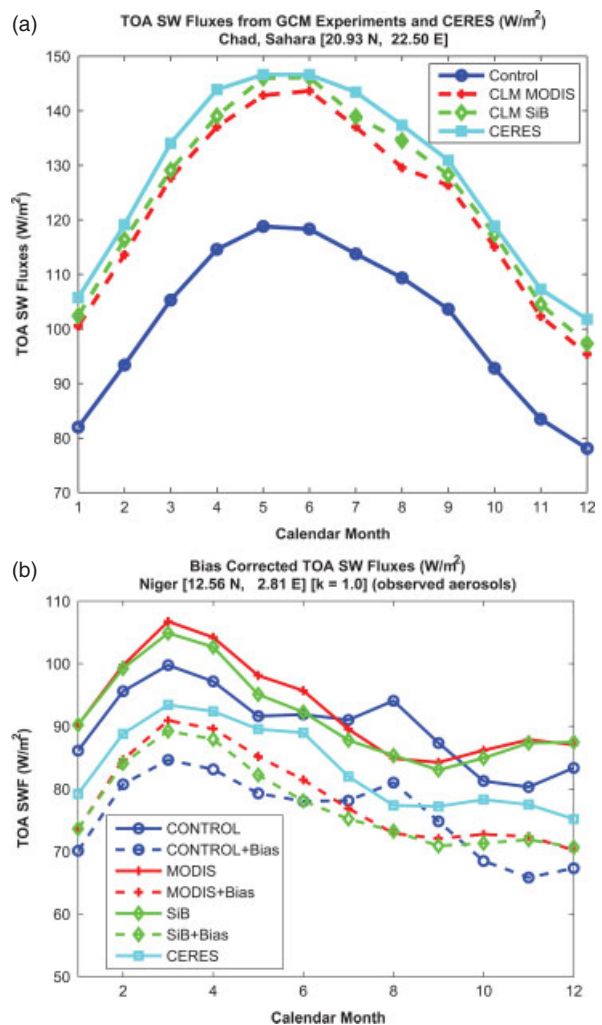 (a)
TOA SW Fluxes from GCM Experiments and CERES (W/m²)
Chad, Sahara [20.93 N, 22.50 E]
150
140
130
120
110
100
90
80
70
TOA SW Fluxes (W/m²)
Control
CLM MODIS
CLM SiB
CERES
1 2 3 4 5 6 7 8 9 10 11 12
Calendar Month
(b)
Bias Corrected TOA SW Fluxes (W/m²)
Niger [12.56 N, 2.81 E] [k = 1.0] (observed aerosols)
110
100
90
80
70
60
50
TOA SWF (W/m²)
CONTROL
CONTROL+Bias
MODIS
MODIS+Bias
SiB
SiB+Bias
CERES
2 4 6 8 10 12
Calendar Month